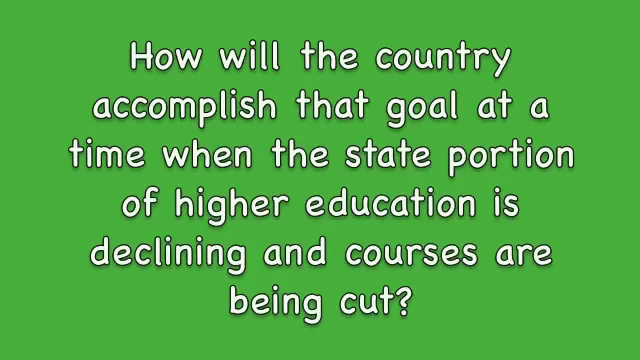 How will the country
accomplish that goal at a
time when the state portion
of higher education is
declining and courses are
being cut?